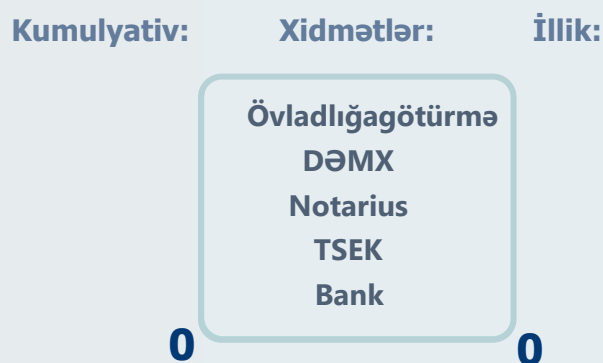 Kumulyativ: Xidmətlər: İllik:
Övladlığagötürmə
DƏMX
Notarius
TSEK
Bank
0 0